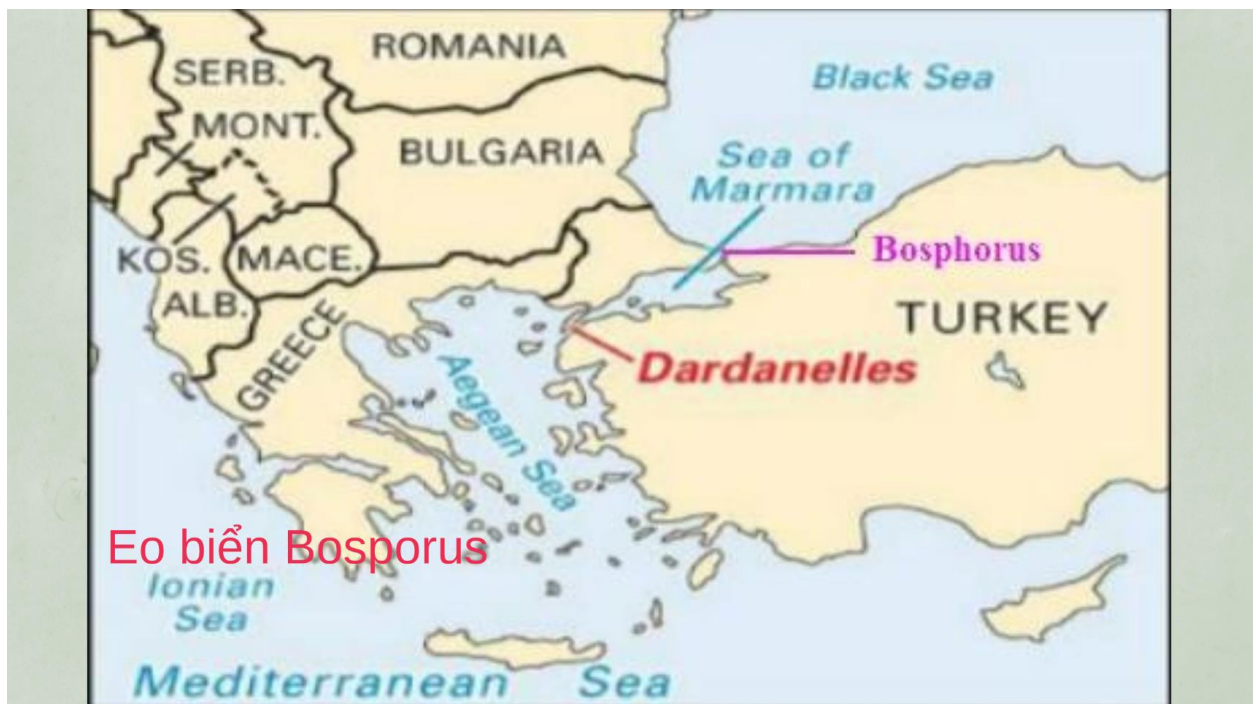 ROMANIA
SERB.
Black Sea
MONT.
BULGARIA
Sea of
Marmara
KOS.
MACE.
Bosphorus
ALB.
GREECE
TURKEY
Dardanelles
Aegean Sea
Eo biển Bosporus
Ionian
Sea
Mediterranean Sea